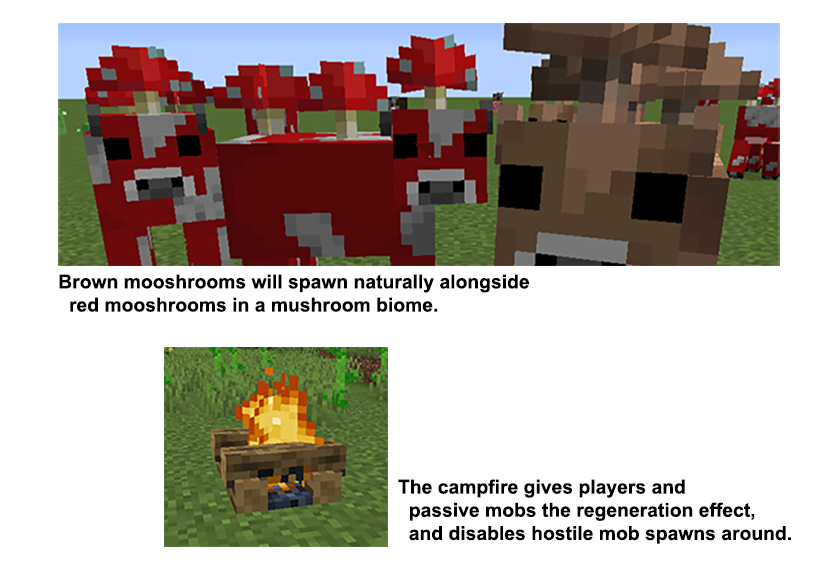 Brown mooshrooms will spawn naturally alongside
red mooshrooms in a mushroom biome.
The campfire gives players and
passive mobs the regeneration effect,
and disables hostile mob spawns around.